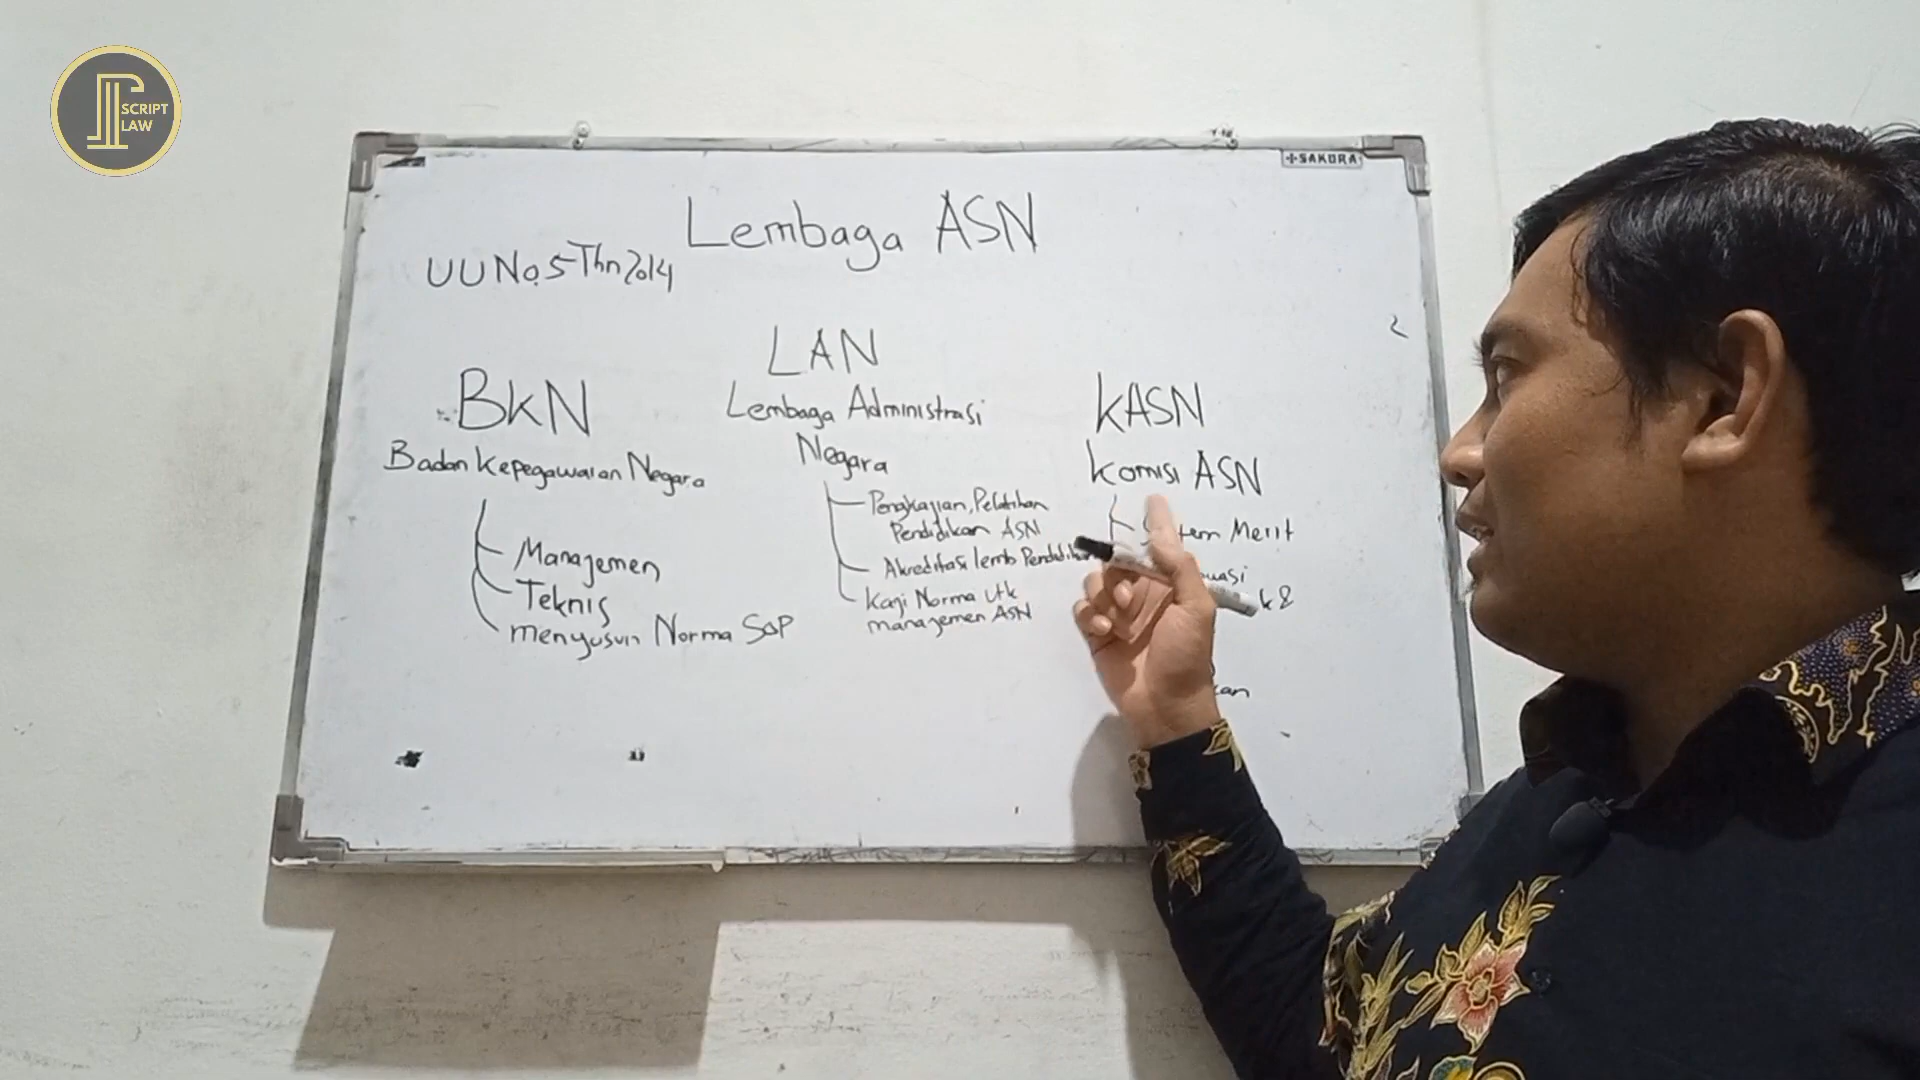 SCRIPT
LAW
SAKURA
Lembaga ASN
UU No.5 Thn 2014
BKN
Badan Kepegawaian Negara
Manajemen
Teknis
menyusun Norma SOP
LAN
Lembaga Administrasi
Negara
Pengkajian, Pelatihan
Pendidikan ASN
Akreditasi lemb Pendidikan
Kaji Norma Utk
manajemen ASN
KASN
Komisi ASN
Merit